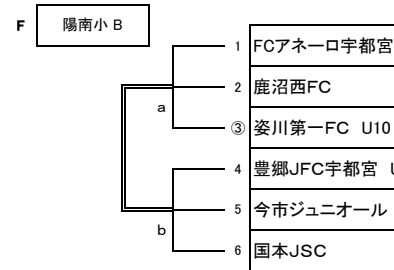 F 陽南小 B
1 FCアネーロ宇都宮
2 鹿沼西FC
a
③ 姿川第一FC U10
4 豊郷JFC宇都宮
5 今市ジュニオール
b
6 国本JSC